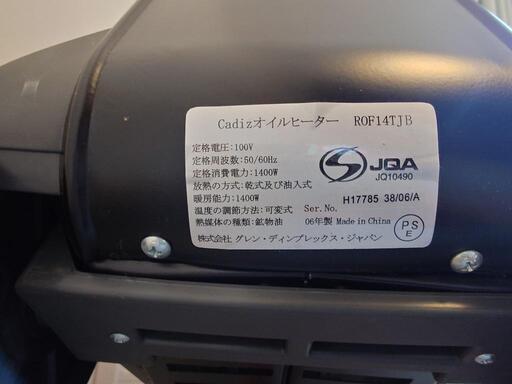 Cadizオイルヒーター ROF14TJB
定格電圧:100V
定格周波数:50/60Hz
定格消費電力:1400W
放熱の方式:乾式及び油入式
暖房能力:1400W
温度の調節方法:可変式 Ser.No.
熱媒体の種類:鉱物油 06年製 Made in China
株式会社 グレン・ディンプレックス・ジャパン
JQA
JQ10490
H17785 38/06/A
PS
E